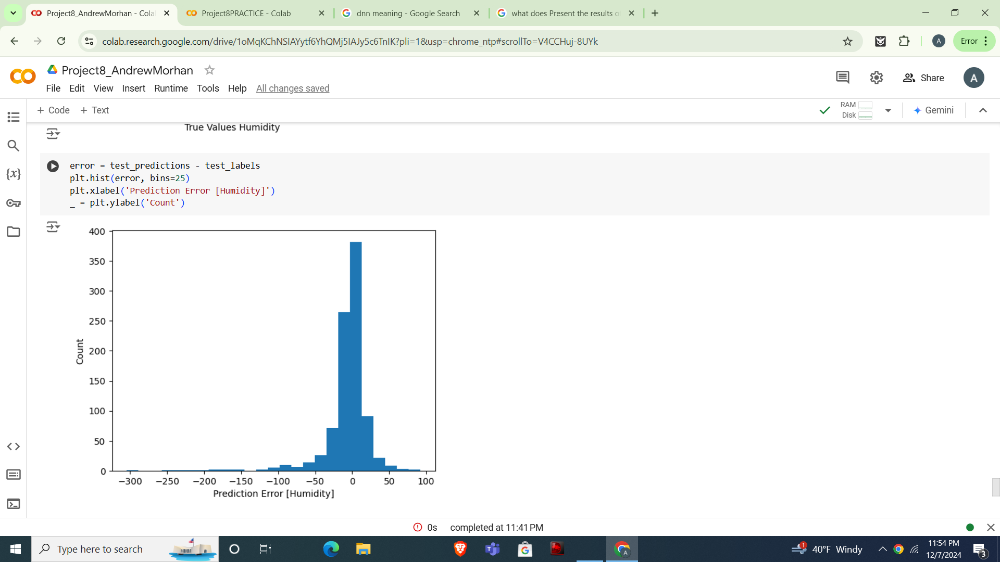 Project8_AndrewMorhan - Cola
Project8PRACTICE - Colab
dnn meaning - Google Search
what does Present the results o
colab.research.google.com/drive/1oMqKChNSIAYytf6YhQMj5IAJy5c6TnIK?pli=1&usp=chrome_ntp#scrollTo=V4CCHuj-8UYk
A
Error
Project8_AndrewMorhan
Share
A
File Edit View Insert Runtime Tools Help All changes saved
+ Code + Text
RAM
Disk
Gemini
True Values Humidity
error = test_predictions - test_labels
plt.hist(error, bins=25)
plt.xlabel('Prediction Error [Humidity]')
_ = plt.ylabel('Count')
400
350
300
250
200
150
100
50
0
Count
−300 −250 −200 −150 −100 −50 0 50 100
Prediction Error [Humidity]
0s completed at 11:41 PM
Type here to search
1
40°F Windy
11:54 PM
12/7/2024
3